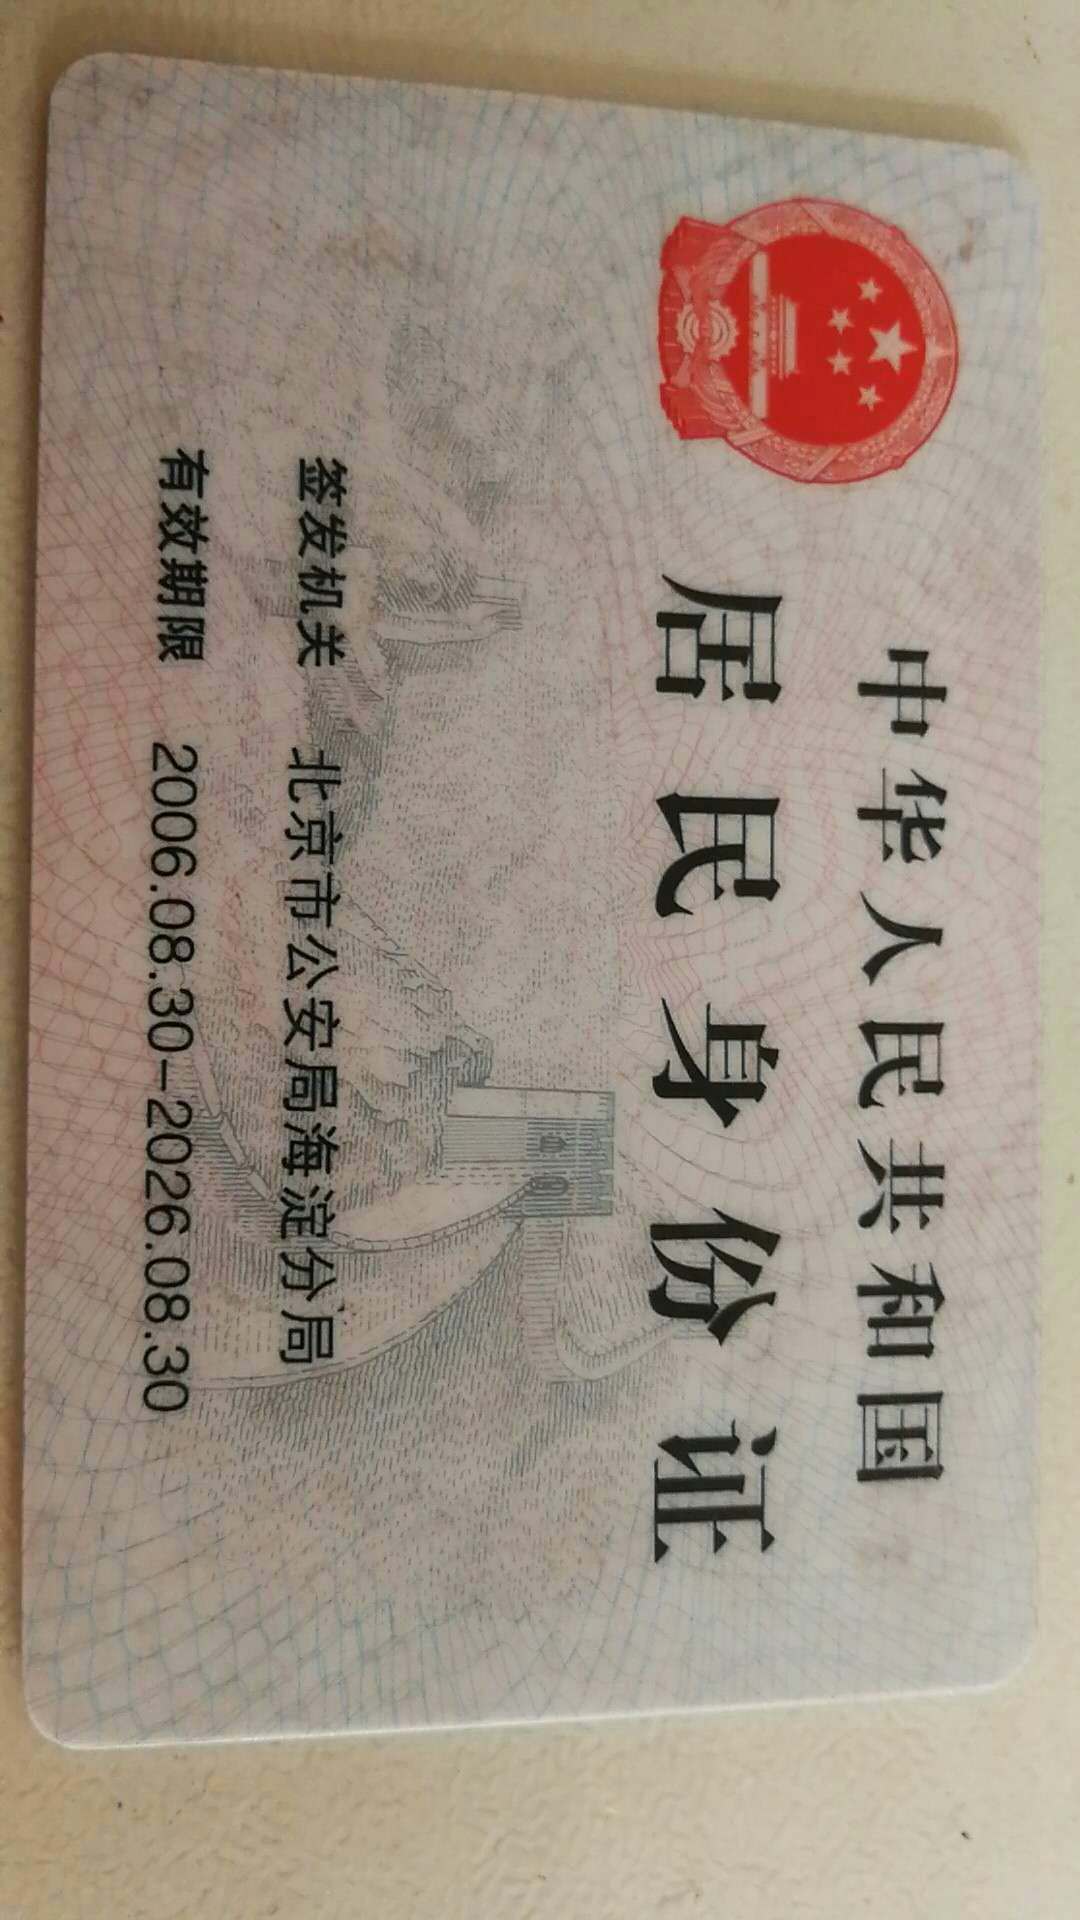 中华人民共和国
居民身份证
签发机关 北京市公安局海淀分局
有效期限 2006.08.30-2026.08.30